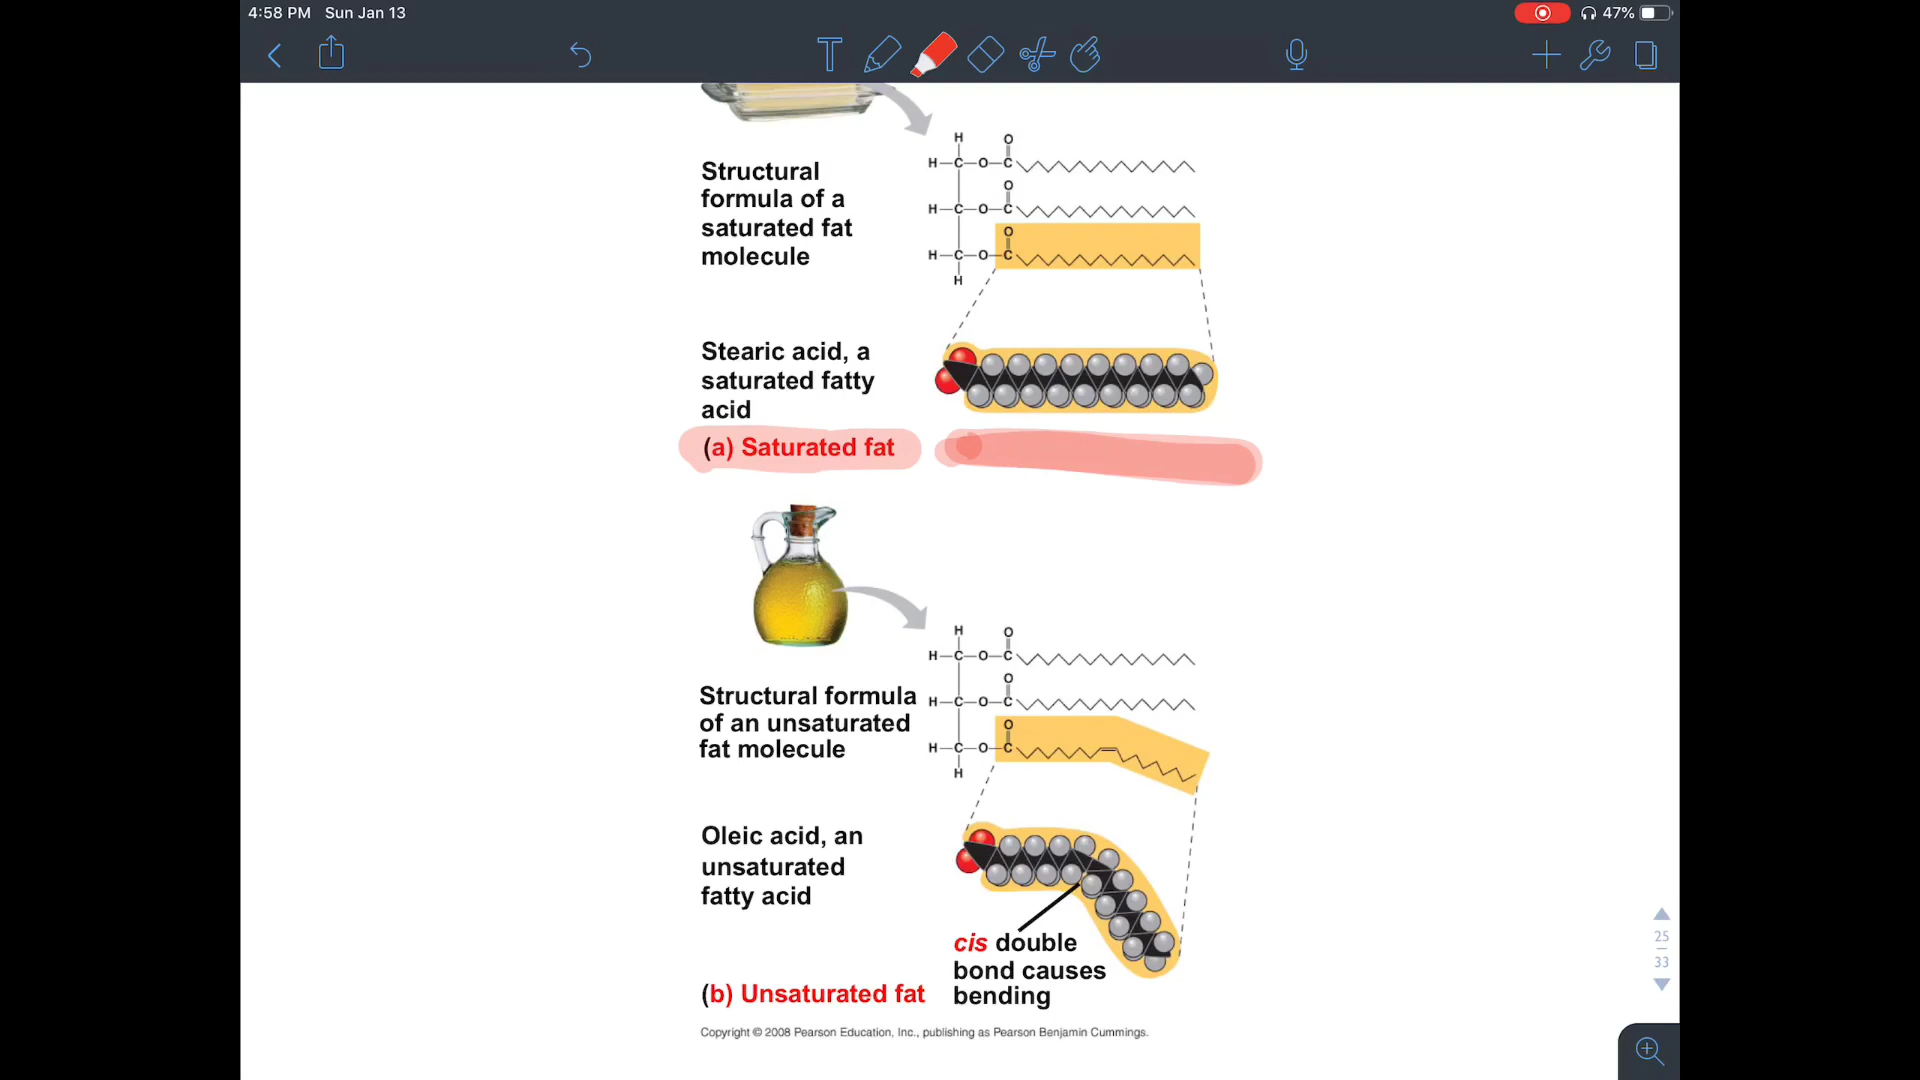 4:58 PM Sun Jan 13
47%
T
H O
H—C—O—C
Structural
formula of a
saturated fat
molecule
O
H—C—O—C
O
H—C—O—C
H
Stearic acid, a
saturated fatty
acid
(a) Saturated fat
H O
H—C—O—C
Structural formula
of an unsaturated
fat molecule
O
H—C—O—C
O
H—C—O—C
H
Oleic acid, an
unsaturated
fatty acid
cis double
bond causes
bending
(b) Unsaturated fat
25
33
Copyright © 2008 Pearson Education, Inc., publishing as Pearson Benjamin Cummings.